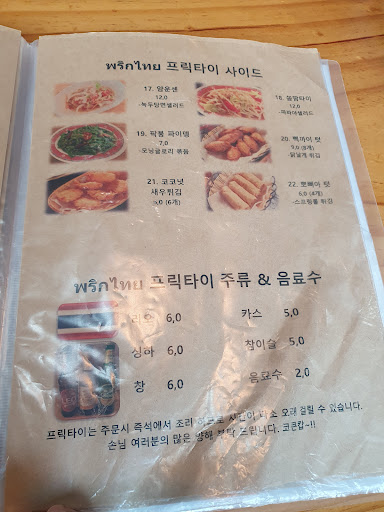 พริกไทย 프릭타이 사이드
17. 얌운센
12,0
-녹두당면샐러드
18. 쏨땀타이
12,0
-파파야샐러드
19. 팍붕 파이뎅
7,0
-모닝글로리 볶음
20. 삑까이 텃
9,0 (8개)
-닭날개 튀김
21. 코코넛
새우튀김
9,0 (6개)
22. 뽀삐아 텃
6,0 (4개)
-스프링롤 튀김
พริกไทย 프릭타이 주류 & 음료수
6,0
카스 5,0
싱하 6,0
참이슬 5,0
창 6,0
음료수 2,0
프릭타이는 주문시 즉석에서 조리 오래 걸릴 수 있습니다.
손님 여러분의 많은 양해 부탁 드립니다. 코쿤캅~!!